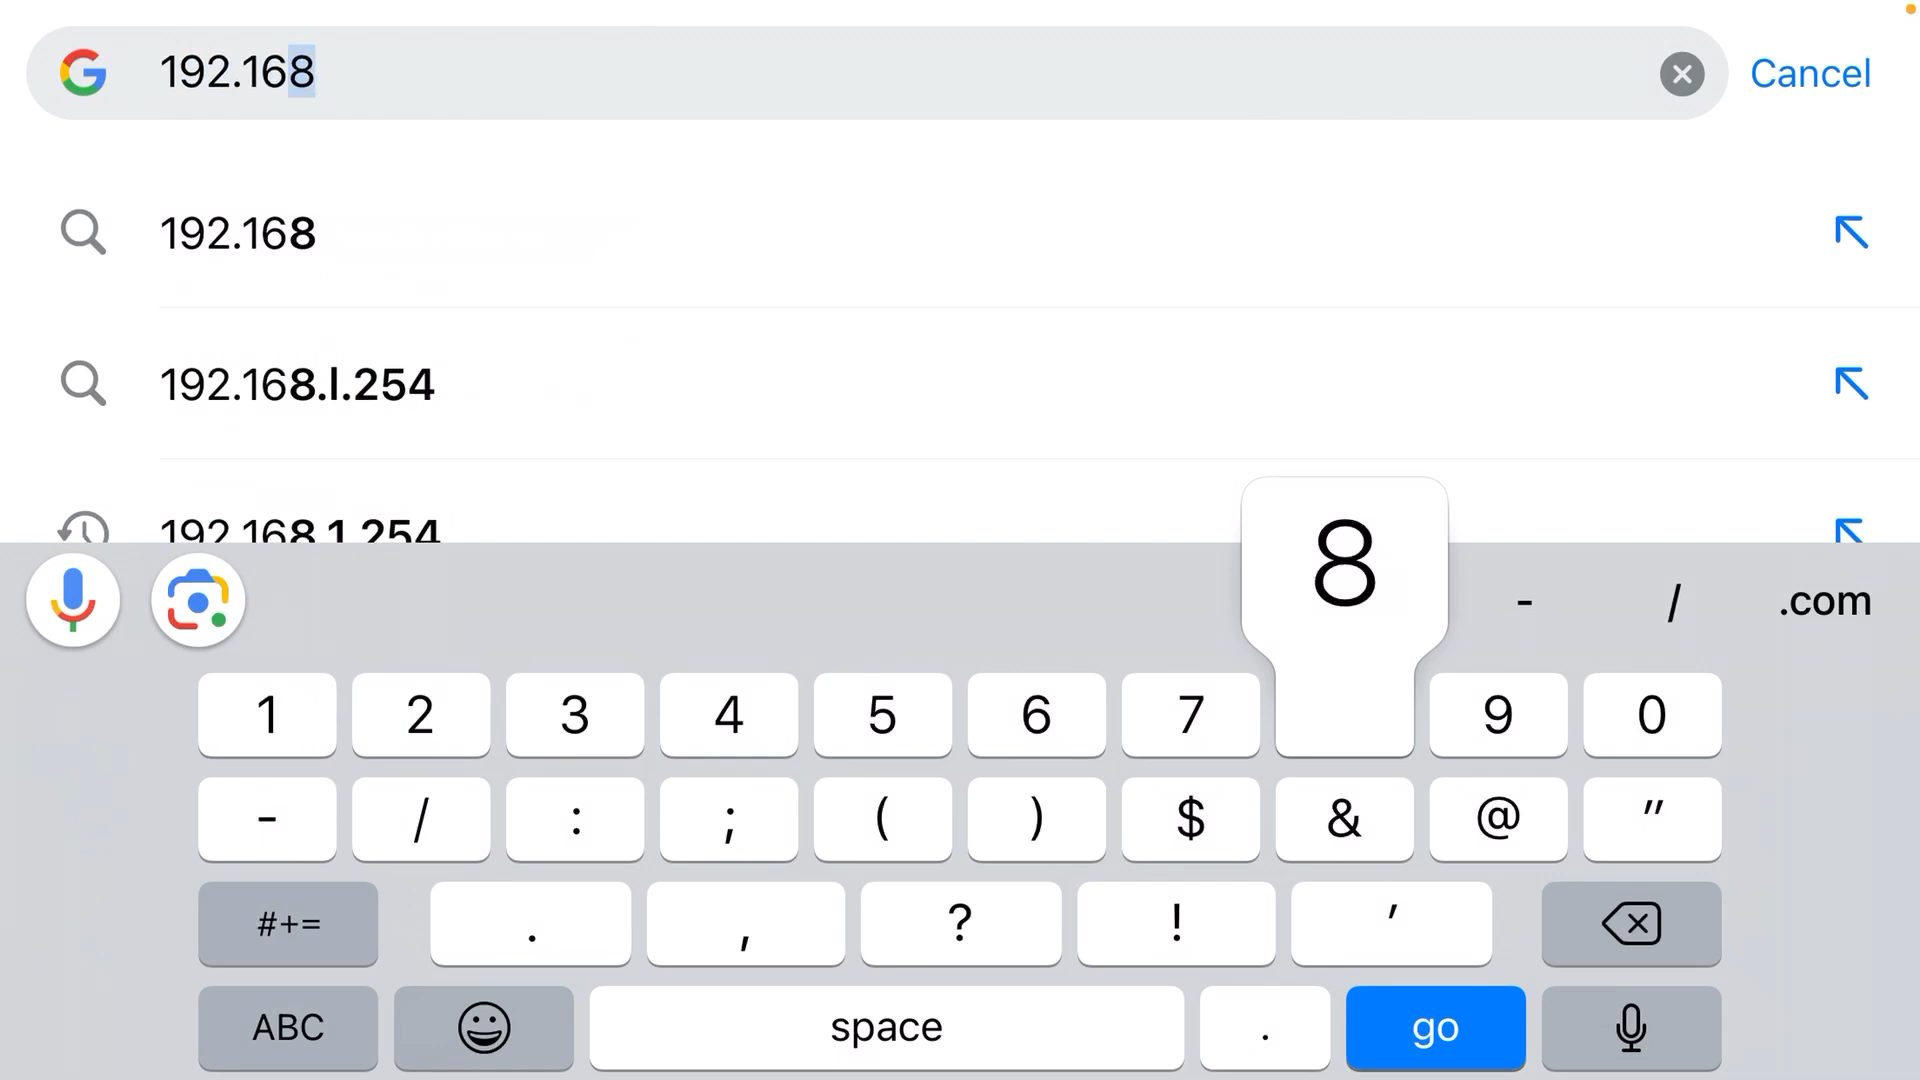 192.168
Cancel
192.168
192.168.l.254
192.168.1.254
8
- / .com
1 2 3 4 5 6 7 9 0
- / : ; ( ) $ & @ "
#+= . , ? ! '
ABC space . go